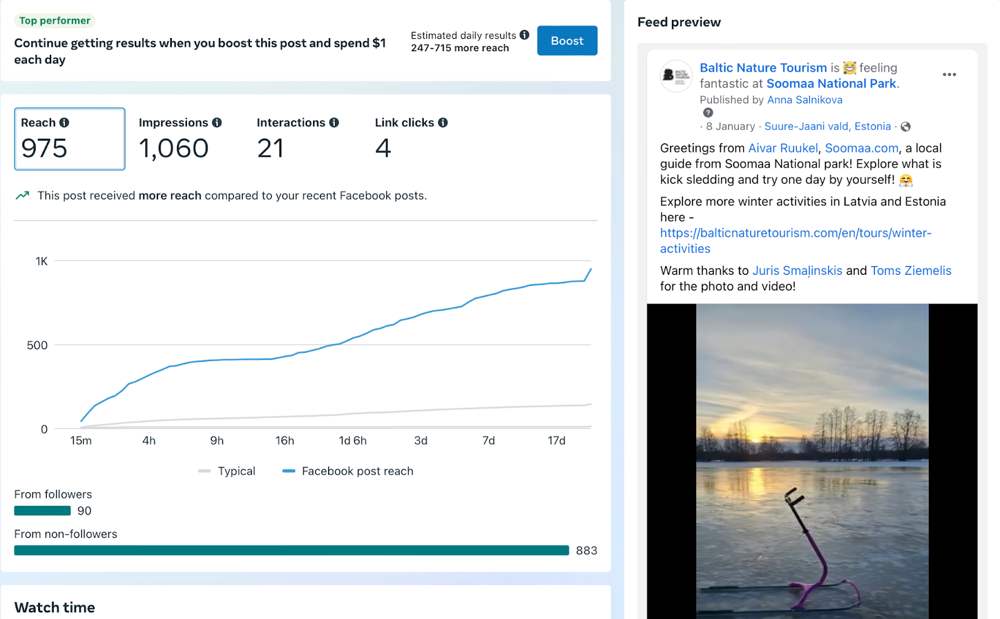 Top performer
Continue getting results when you boost this post and spend $1
each day
Estimated daily results
247-715 more reach
Boost
Reach
975
Impressions
1,060
Interactions
21
Link clicks
4
This post received more reach compared to your recent Facebook posts.
1K
500
0
15m 4h 9h 16h 1d 6h 3d 7d 17d
Typical Facebook post reach
From followers
90
From non-followers
883
Watch time
Feed preview
BALTIC
NATURE
TOURISM
Baltic Nature Tourism is 😆 feeling
fantastic at Soomaa National Park.
Published by Anna Salnikova
· 8 January · Suure-Jaani vald, Estonia ·
Greetings from Aivar Ruukel, Soomaa.com, a local
guide from Soomaa National park! Explore what is
kick sledding and try one day by yourself! 🤗
Explore more winter activities in Latvia and Estonia
here -
https://balticnaturetourism.com/en/tours/winter-
activities
Warm thanks to Juris Smaļinskis and Toms Ziemelis
for the photo and video!